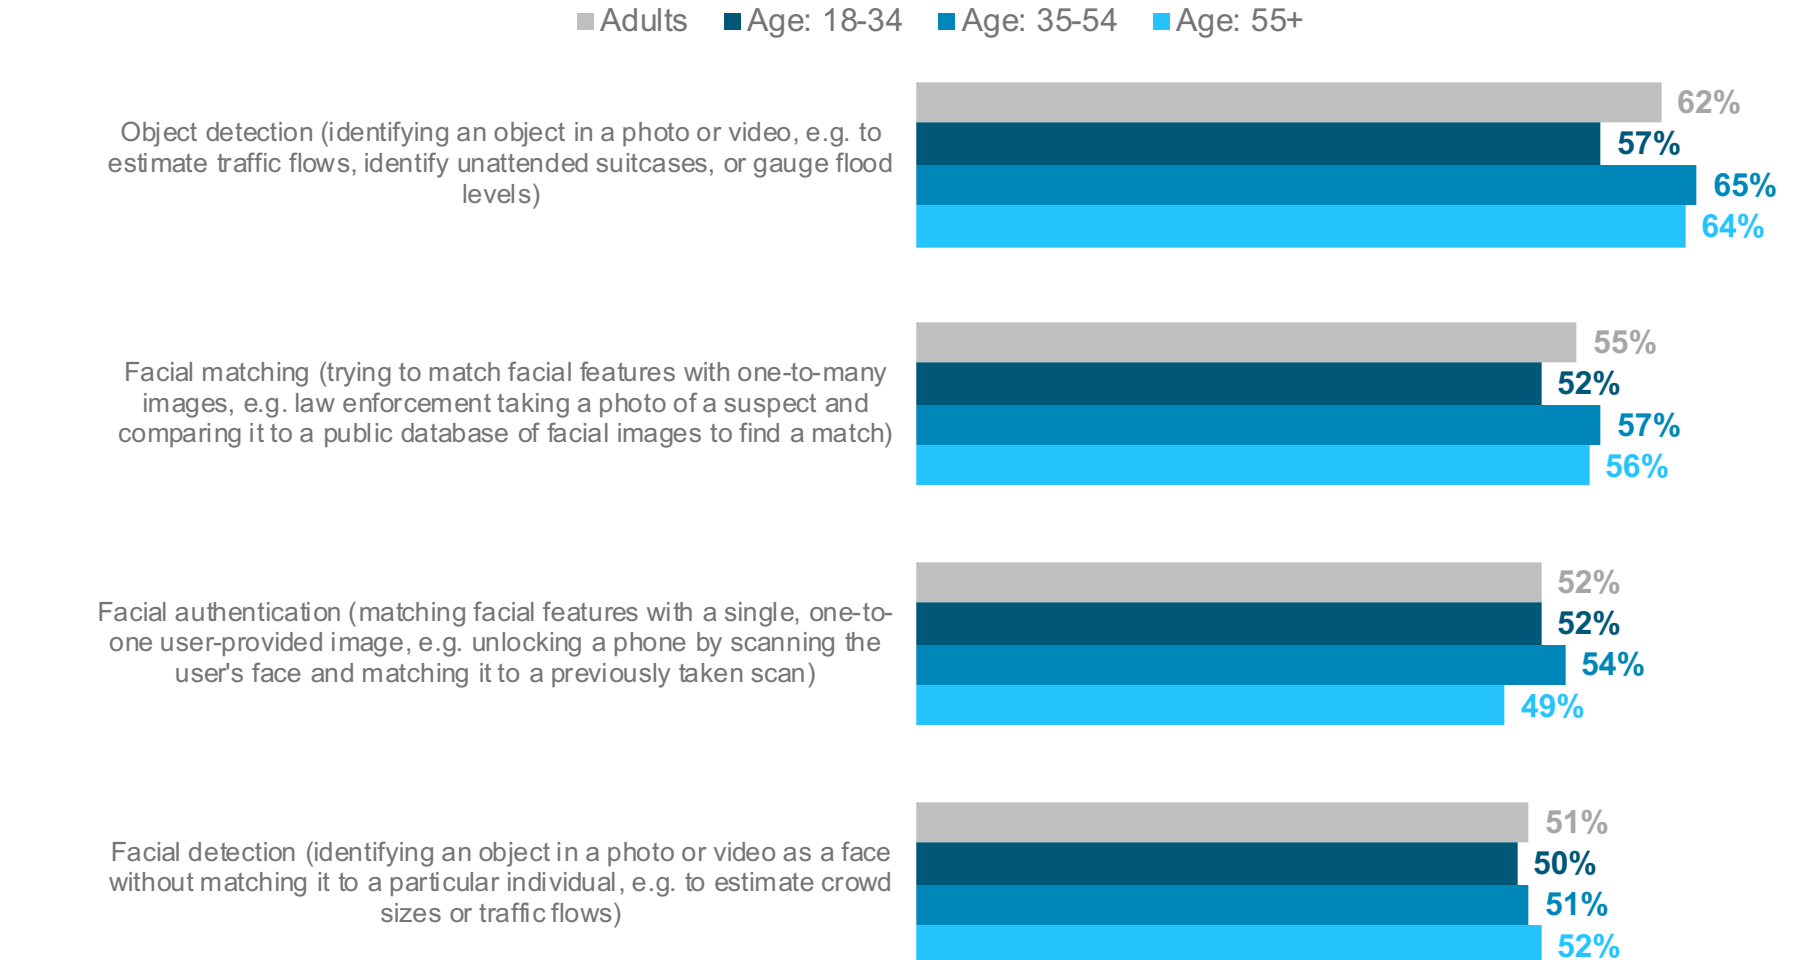 Adults Age: 18-34 Age: 35-54 Age: 55+
Object detection (identifying an object in a photo or video, e.g. to
estimate traffic flows, identify unattended suitcases, or gauge flood
levels)
62%
57%
65%
64%
Facial matching (trying to match facial features with one-to-many
images, e.g. law enforcement taking a photo of a suspect and
comparing it to a public database of facial images to find a match)
55%
52%
57%
56%
Facial authentication (matching facial features with a single, one-to-
one user-provided image, e.g. unlocking a phone by scanning the
user's face and matching it to a previously taken scan)
52%
52%
54%
49%
Facial detection (identifying an object in a photo or video as a face
without matching it to a particular individual, e.g. to estimate crowd
sizes or traffic flows)
51%
50%
51%
52%